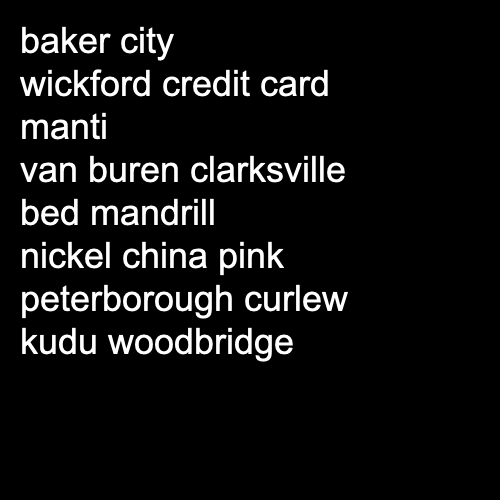 baker city
wickford credit card
manti
van buren clarksville
bed mandrill
nickel china pink
peterborough curlew
kudu woodbridge